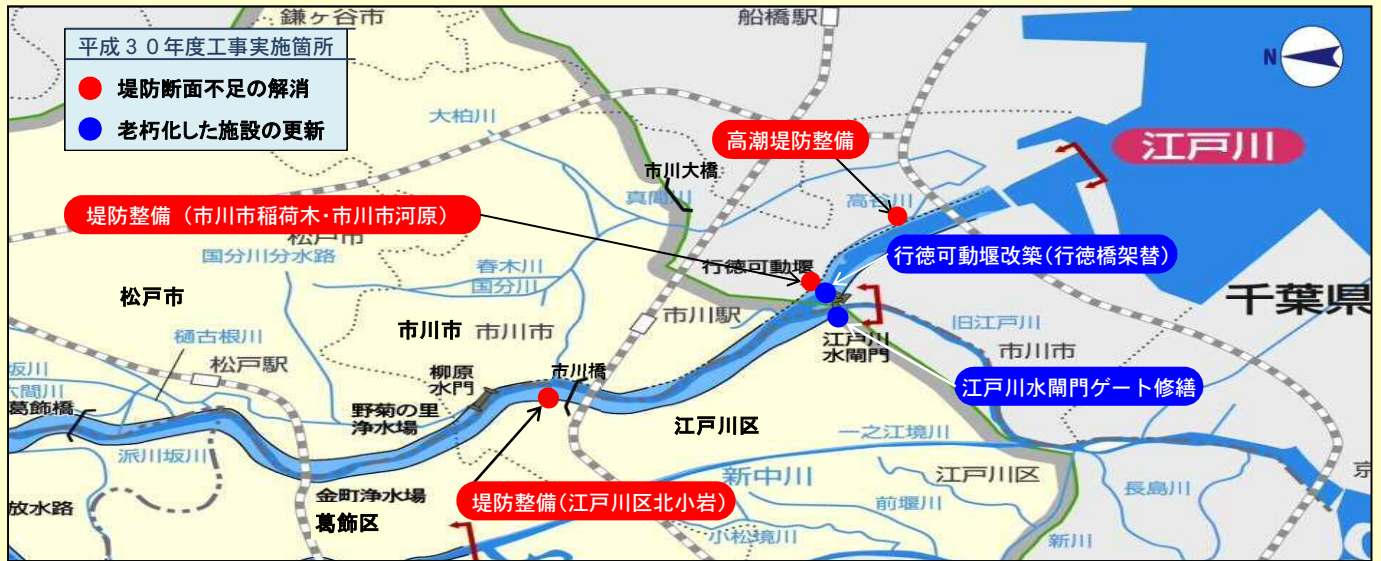 鎌ヶ谷市
船橋駅
平成３０年度工事実施箇所
堤防断面不足の解消
老朽化した施設の更新
N
大柏川
高潮堤防整備
江戸川
市川大橋
真間川
高谷川
堤防整備（市川市稲荷木・市川市河原）
松戸市
国分川分水路
春木川
国分川
行徳可動堰
行徳可動堰改築（行徳橋架替）
千葉県
松戸市
市川市
市川市
市川駅
旧江戸川
市川市
樋古根川
松戸駅
坂川
六間川
葛飾橋
柳原
水門
市川橋
江戸川
水閘門
江戸川水閘門ゲート修繕
野菊の里
浄水場
江戸川区
一之江境川
派川坂川
新中川
江戸川区
京
金町浄水場
堤防整備（江戸川区北小岩）
前堰川
長島川
放水路
葛飾区
小松境川
新川